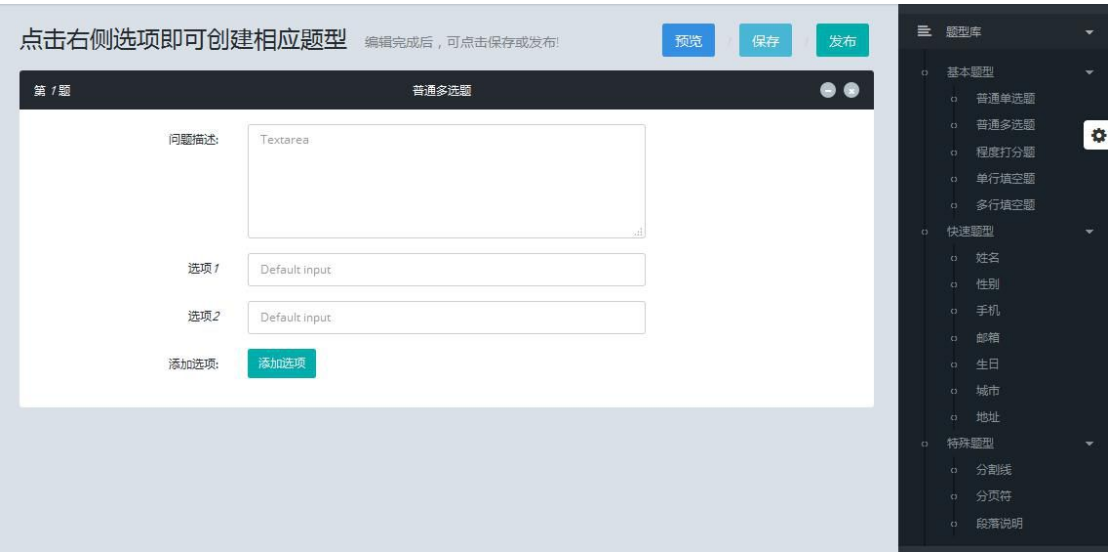 点击右侧选项即可创建相应题型 编辑完成后，可点击保存或发布!
预览 / 保存 / 发布
第 1 题 普通多选题
问题描述: Textarea
选项1 Default input
选项2 Default input
添加选项: 添加选项
题型库
基本题型
普通单选题
普通多选题
程度打分题
单行填空题
多行填空题
快速题型
姓名
性别
手机
邮箱
生日
城市
地址
特殊题型
分割线
分页符
段落说明